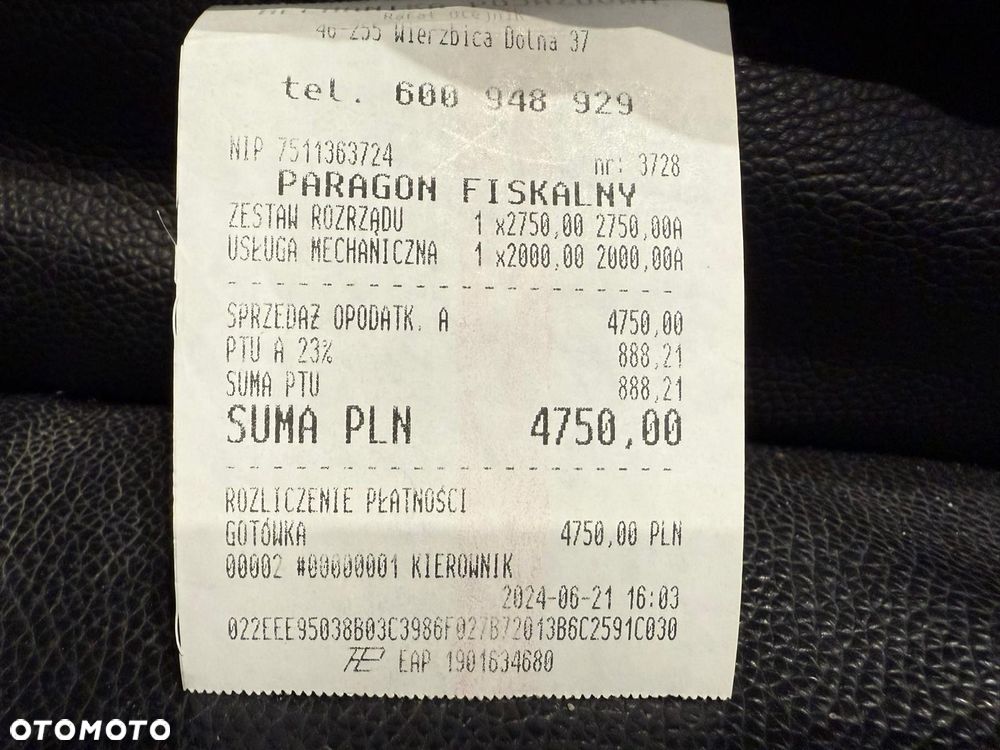 46-255 Wierzbica Dolna 37
tel. 600 948 929
NIP 7511363724 nr: 3728
PARAGON FISKALNY
ZESTAW ROZRZĄDU 1 x2750,00 2750,00A
USŁUGA MECHANICZNA 1 x2000,00 2000,00A
SPRZEDAŻ OPODATK. A 4750,00
PTU A 23% 888,21
SUMA PTU 888,21
SUMA PLN 4750,00
ROZLICZENIE PŁATNOŚCI
GOTÓWKA 4750,00 PLN
00002 #00000001 KIEROWNIK
2024-06-21 16:03
022EEE95038B03C3986F027B72013B6C2591C030
EAP 1901634680
OTOMOTO